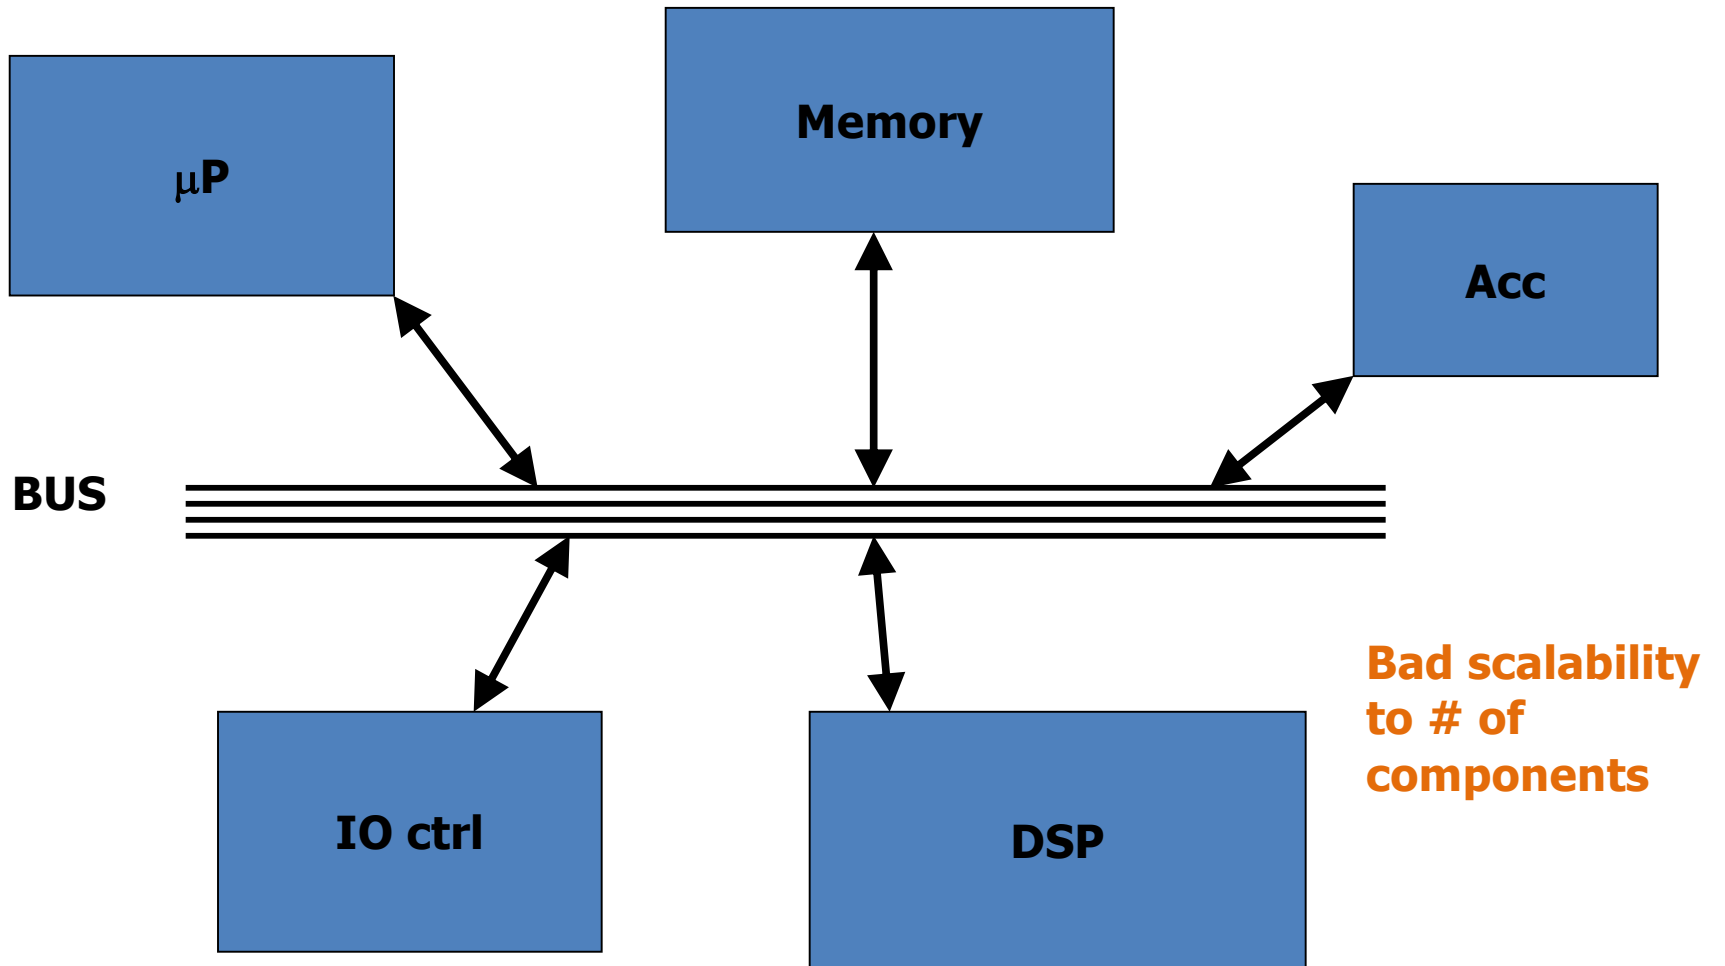 Memory
μP
Acc
BUS
Bad scalability
to # of
components
IO ctrl
DSP